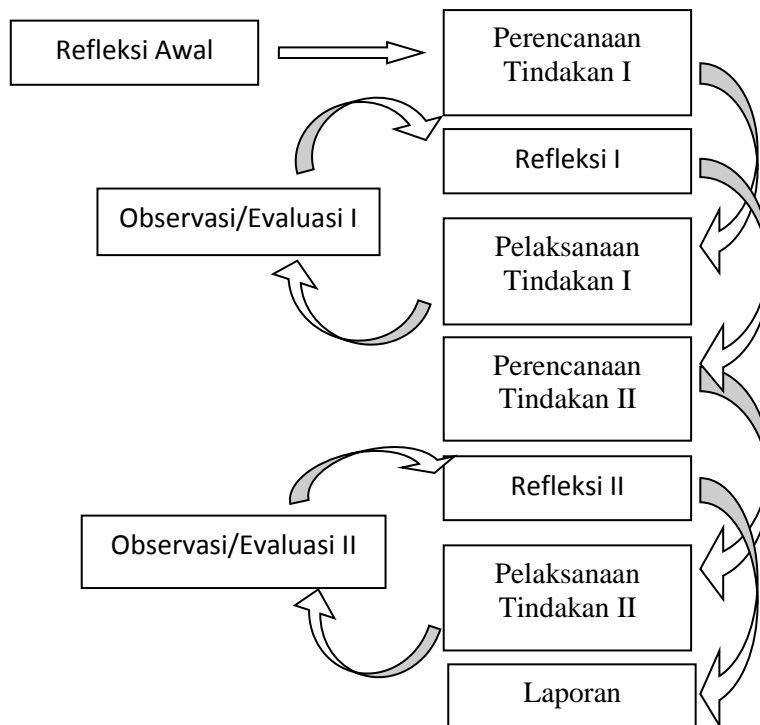 Refleksi Awal
Perencanaan
Tindakan I
Refleksi I
Observasi/Evaluasi I
Pelaksanaan
Tindakan I
Perencanaan
Tindakan II
Refleksi II
Observasi/Evaluasi II
Pelaksanaan
Tindakan II
Laporan